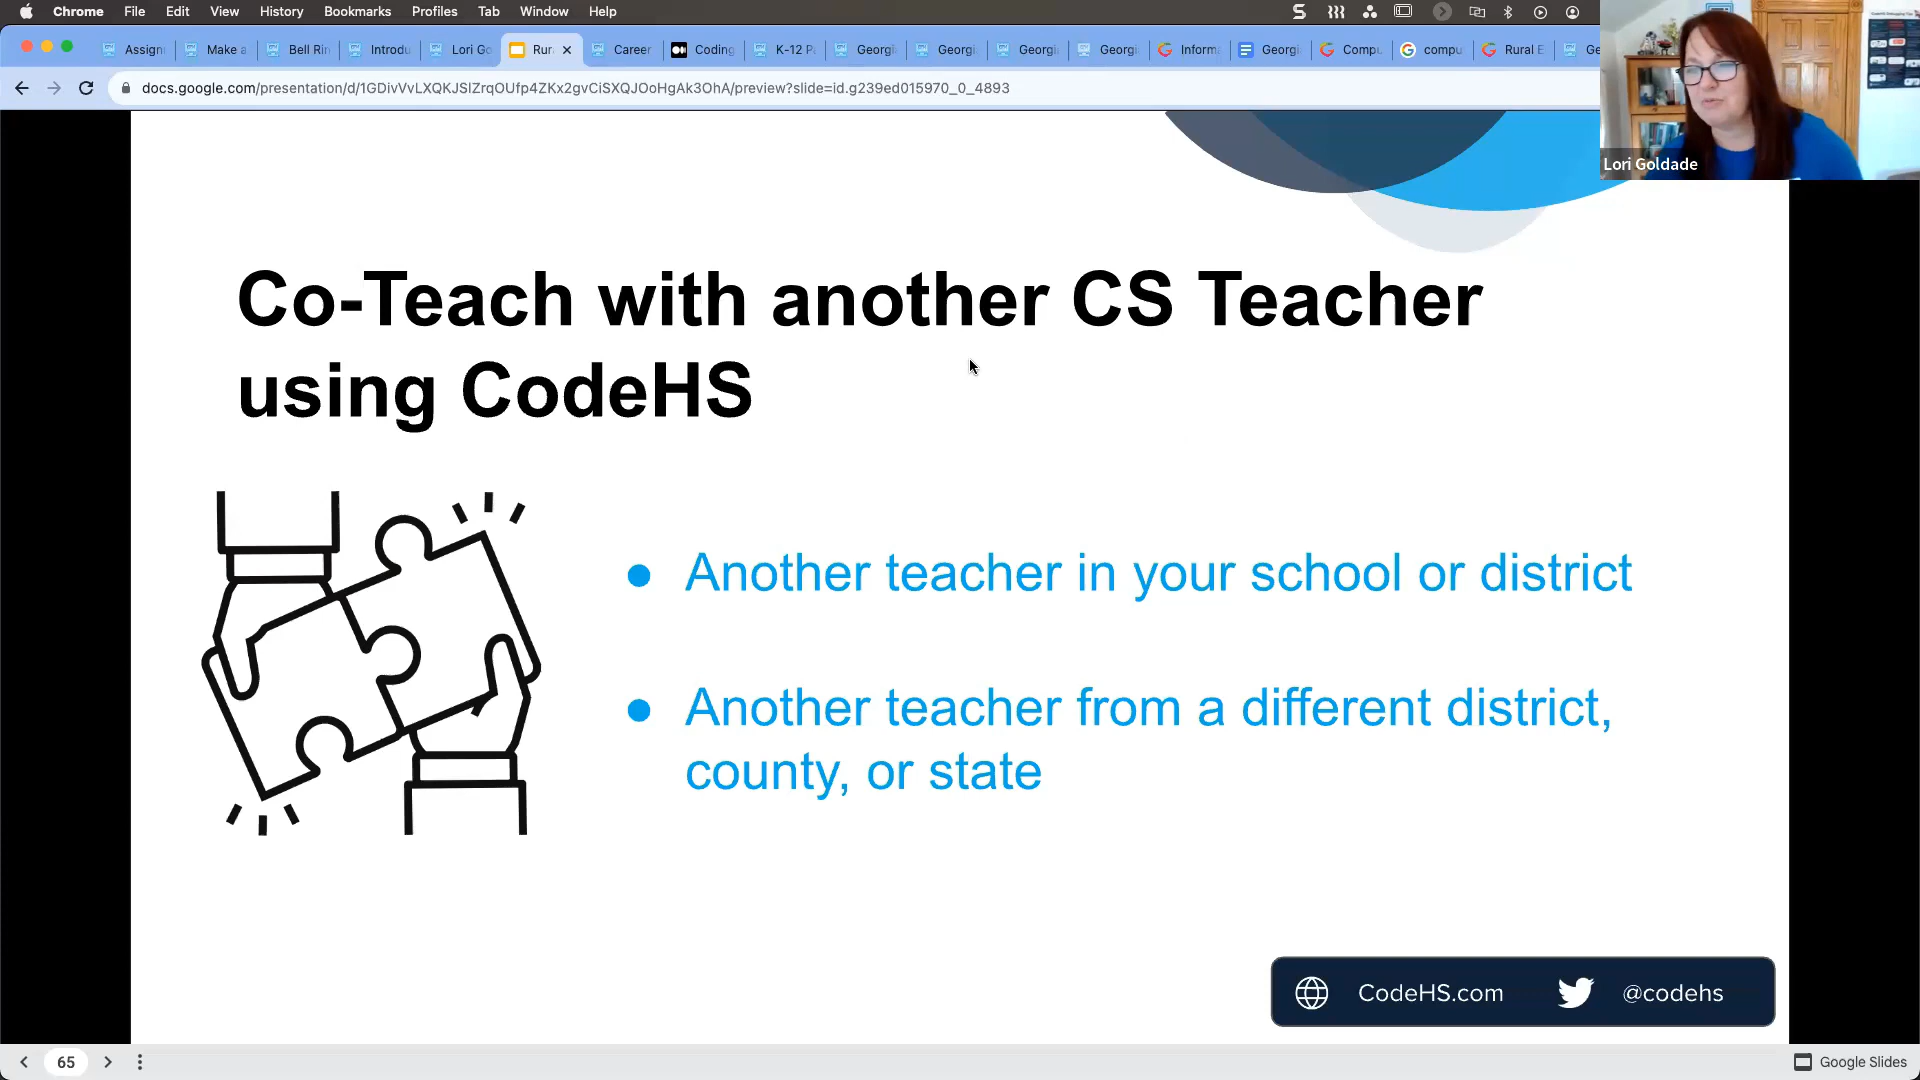 Chrome File Edit View History Bookmarks Profiles Tab Window Help
Assign Make a Bell Rin Introdu Lori Go Rur Career Coding K-12 P Georgi Georgi Georgi Georgi Inform Georgi Compu compu Rural E Ge
docs.google.com/presentation/d/1GDivVvLXQKJSlZrqOUfp4ZKx2gvCiSXQJOoHgAk3OhA/preview?slide=id.g239ed015970_0_4893
Lori Goldade
Co-Teach with another CS Teacher
using CodeHS
● Another teacher in your school or district
● Another teacher from a different district,
county, or state
CodeHS.com @codehs
65 Google Slides